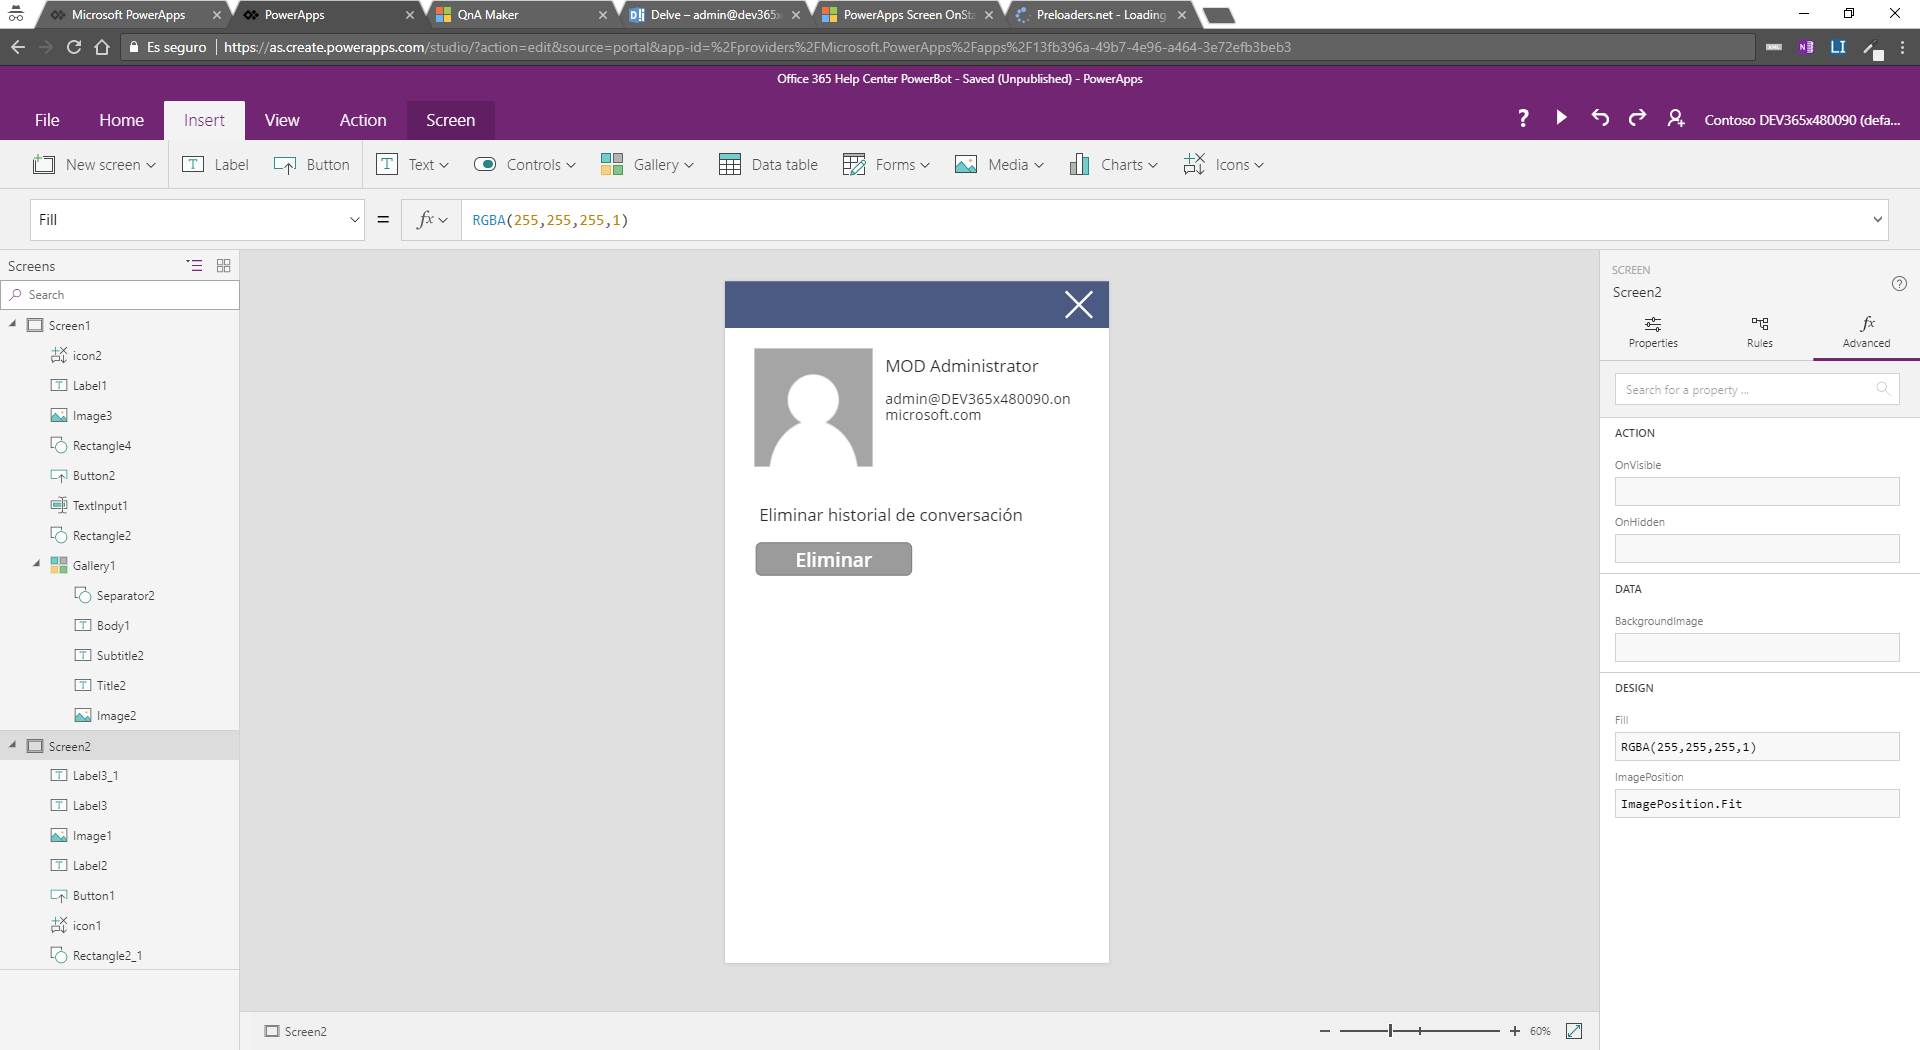 Microsoft PowerApps
PowerApps
QnA Maker
Delve – admin@dev365x
PowerApps Screen OnSta
Preloaders.net - Loading
Es seguro
https://as.create.powerapps.com/studio/?action=edit&source=portal&app-id=%2Fproviders%2FMicrosoft.PowerApps%2Fapps%2F13fb396a-49b7-4e96-a464-3e72efb3beb3
Office 365 Help Center PowerBot - Saved (Unpublished) - PowerApps
File
Home
Insert
View
Action
Screen
Contoso DEV365x480090 (defa...
New screen
Label
Button
Text
Controls
Gallery
Data table
Forms
Media
Charts
Icons
Fill
=
fx
RGBA(255,255,255,1)
Screens
Search
Screen1
icon2
Label1
Image3
Rectangle4
Button2
TextInput1
Rectangle2
Gallery1
Separator2
Body1
Subtitle2
Title2
Image2
Screen2
Label3_1
Label3
Image1
Label2
Button1
icon1
Rectangle2_1
MOD Administrator
admin@DEV365x480090.on
microsoft.com
Eliminar historial de conversación
Eliminar
Screen2
60%
SCREEN
Screen2
Properties
Rules
fx
Advanced
Search for a property ...
ACTION
OnVisible
OnHidden
DATA
BackgroundImage
DESIGN
Fill
RGBA(255,255,255,1)
ImagePosition
ImagePosition.Fit